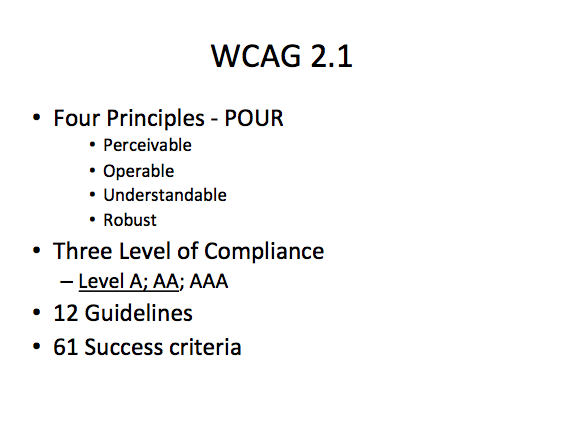 WCAG 2.1
• Four Principles - POUR
• Perceivable
• Operable
• Understandable
• Robust
• Three Level of Compliance
– Level A; AA; AAA
• 12 Guidelines
• 61 Success criteria